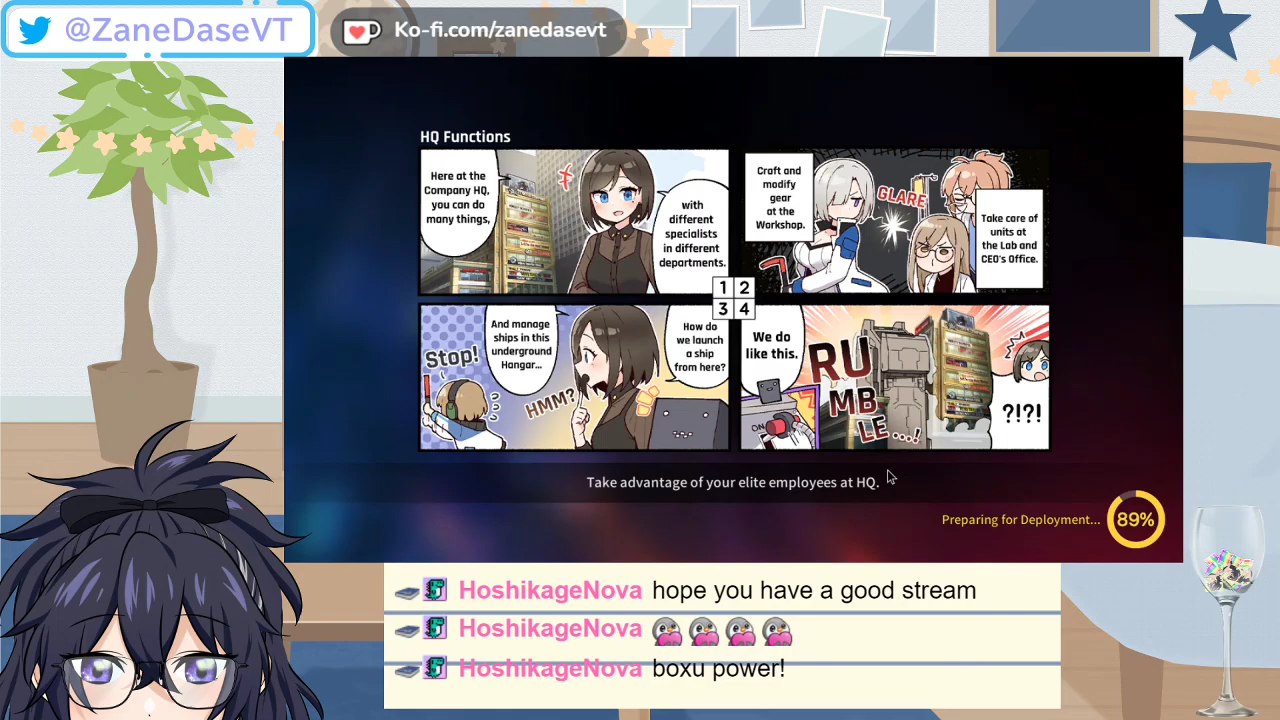 @ZaneDaseVT
Ko-fi.com/zanedasevt
HQ Functions
Here at the
Company HQ,
you can do
many things,
with
different
specialists
in different
departments.
Craft and
modify
gear
at the
Workshop.
GLARE
Take care of
units at
the Lab and
CEO's Office.
1 2
3 4
Stop!
And manage
ships in this
underground
Hangar...
HMM?
How do
we launch
a ship
from here?
We do
like this.
ON
RU
MB
LE...!
?!?!
Take advantage of your elite employees at HQ.
Preparing for Deployment... 89%
HoshikageNova hope you have a good stream
HoshikageNova
HoshikageNova boxu power!